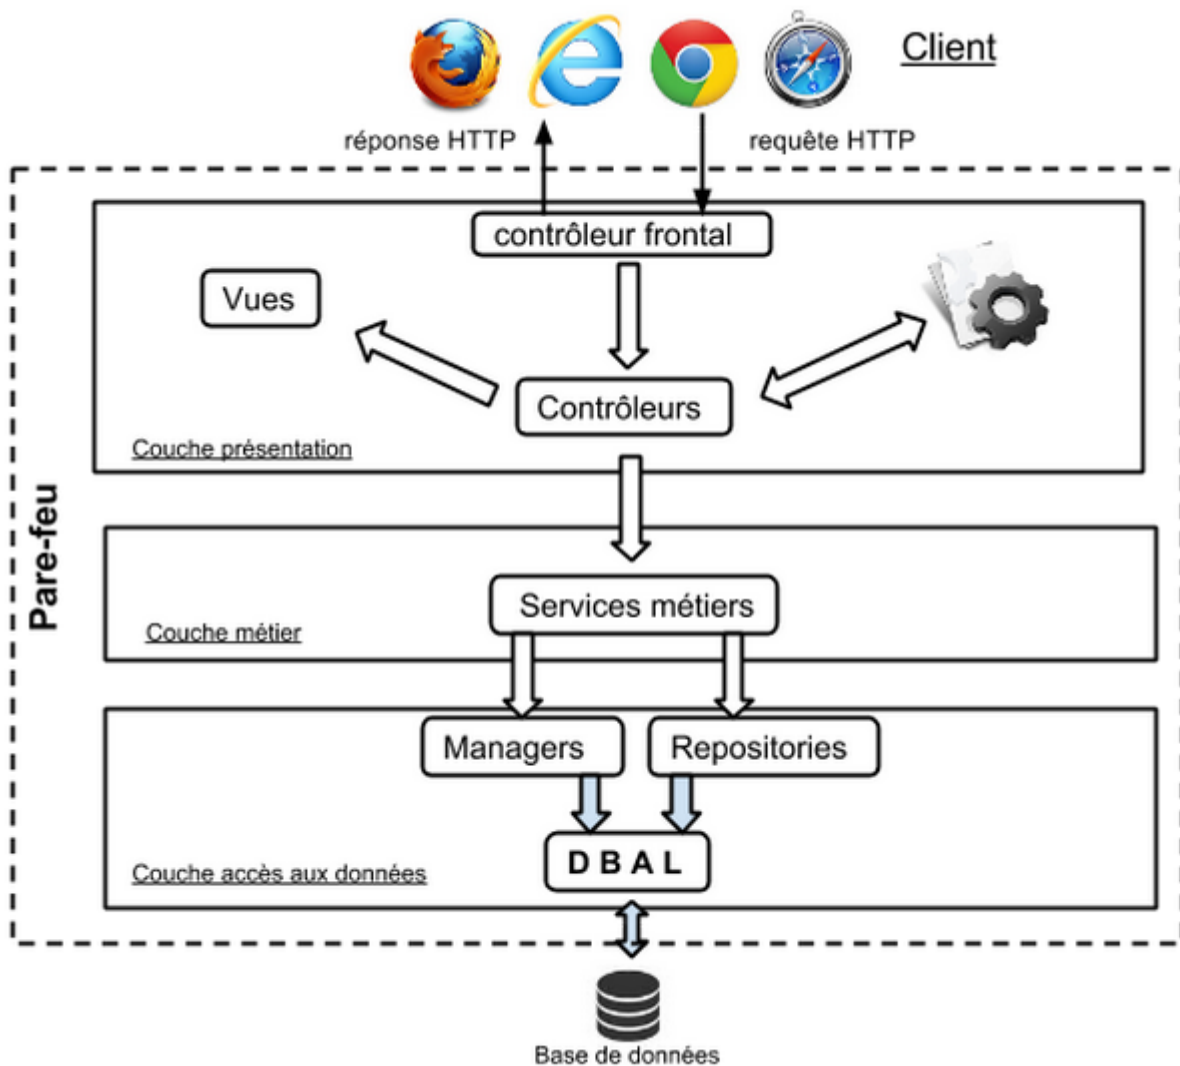 Client
réponse HTTP
requête HTTP
contrôleur frontal
Vues
Contrôleurs
Couche présentation
Pare-feu
Services métiers
Couche métier
Managers
Repositories
D B A L
Couche accès aux données
Base de données